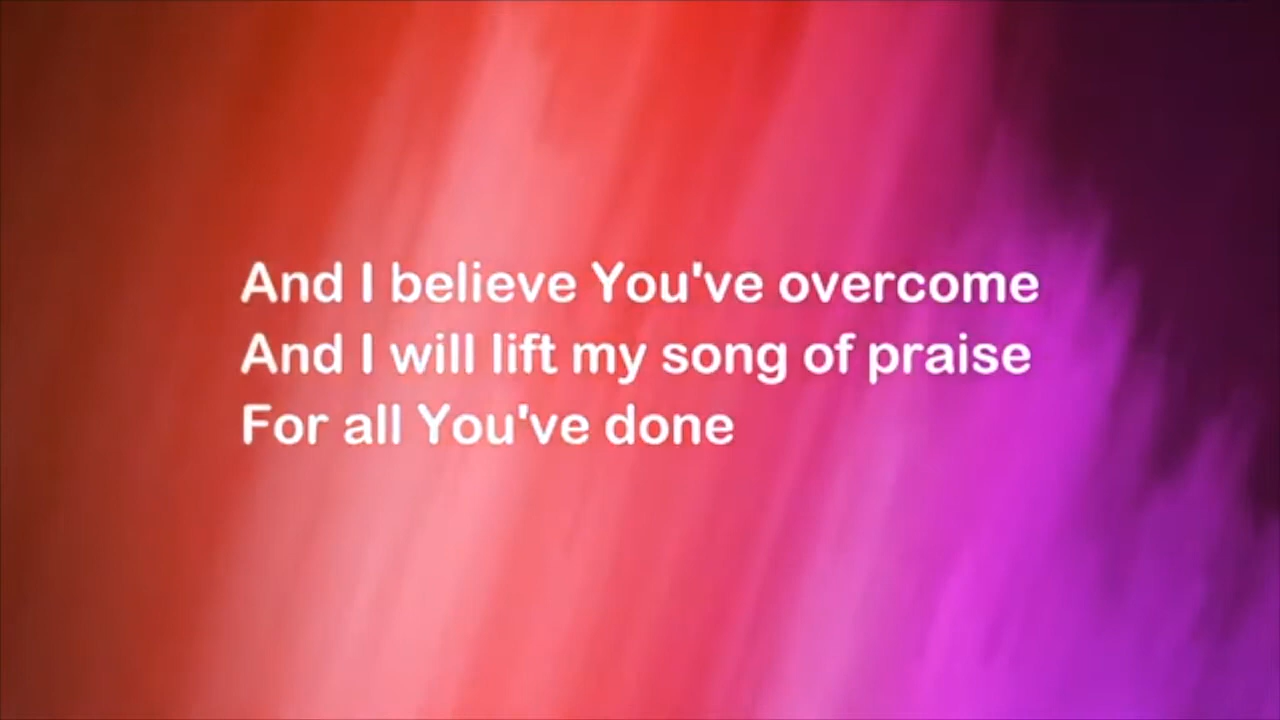 And I believe You've overcome
And I will lift my song of praise
For all You've done